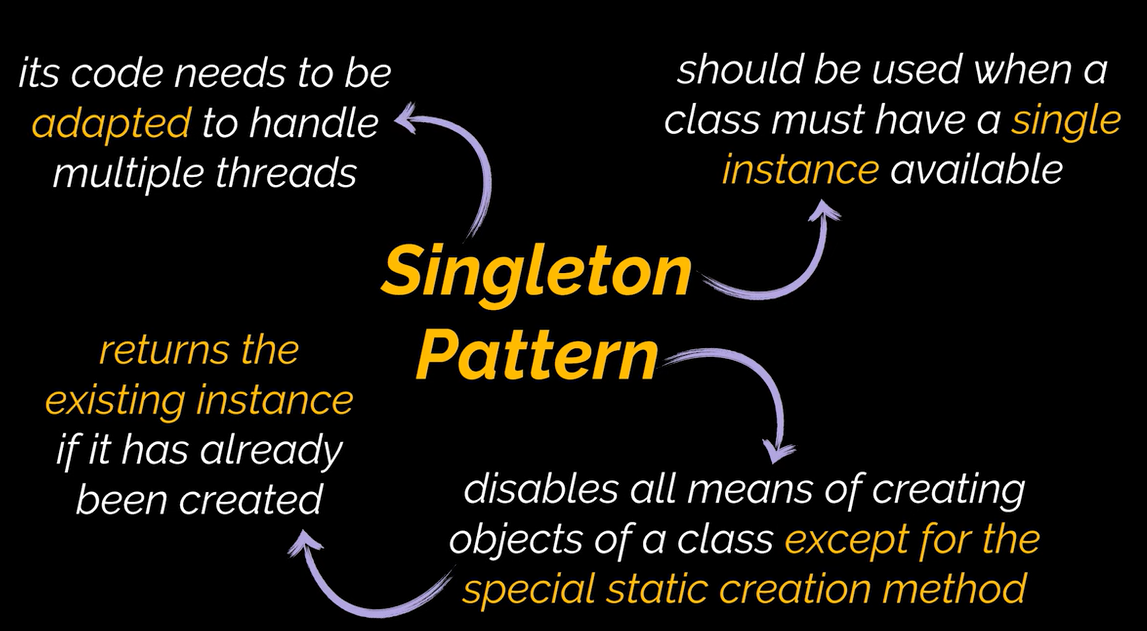 its code needs to be
adapted to handle
multiple threads
should be used when a
class must have a single
instance available
Singleton
Pattern
returns the
existing instance
if it has already
been created
disables all means of creating
objects of a class except for the
special static creation method